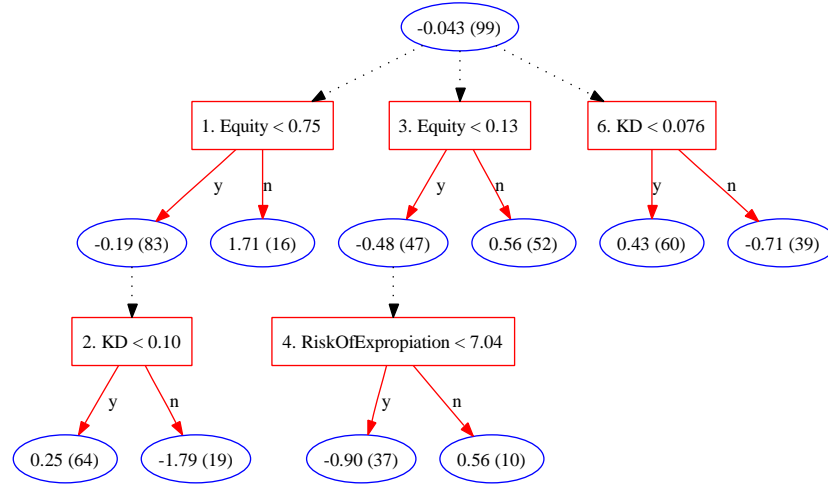 -0.043 (99)
1. Equity < 0.75
3. Equity < 0.13
6. KD < 0.076
y
n
y
n
y
n
-0.19 (83)
1.71 (16)
-0.48 (47)
0.56 (52)
0.43 (60)
-0.71 (39)
2. KD < 0.10
4. RiskOfExpropiation < 7.04
y
n
y
n
0.25 (64)
-1.79 (19)
-0.90 (37)
0.56 (10)